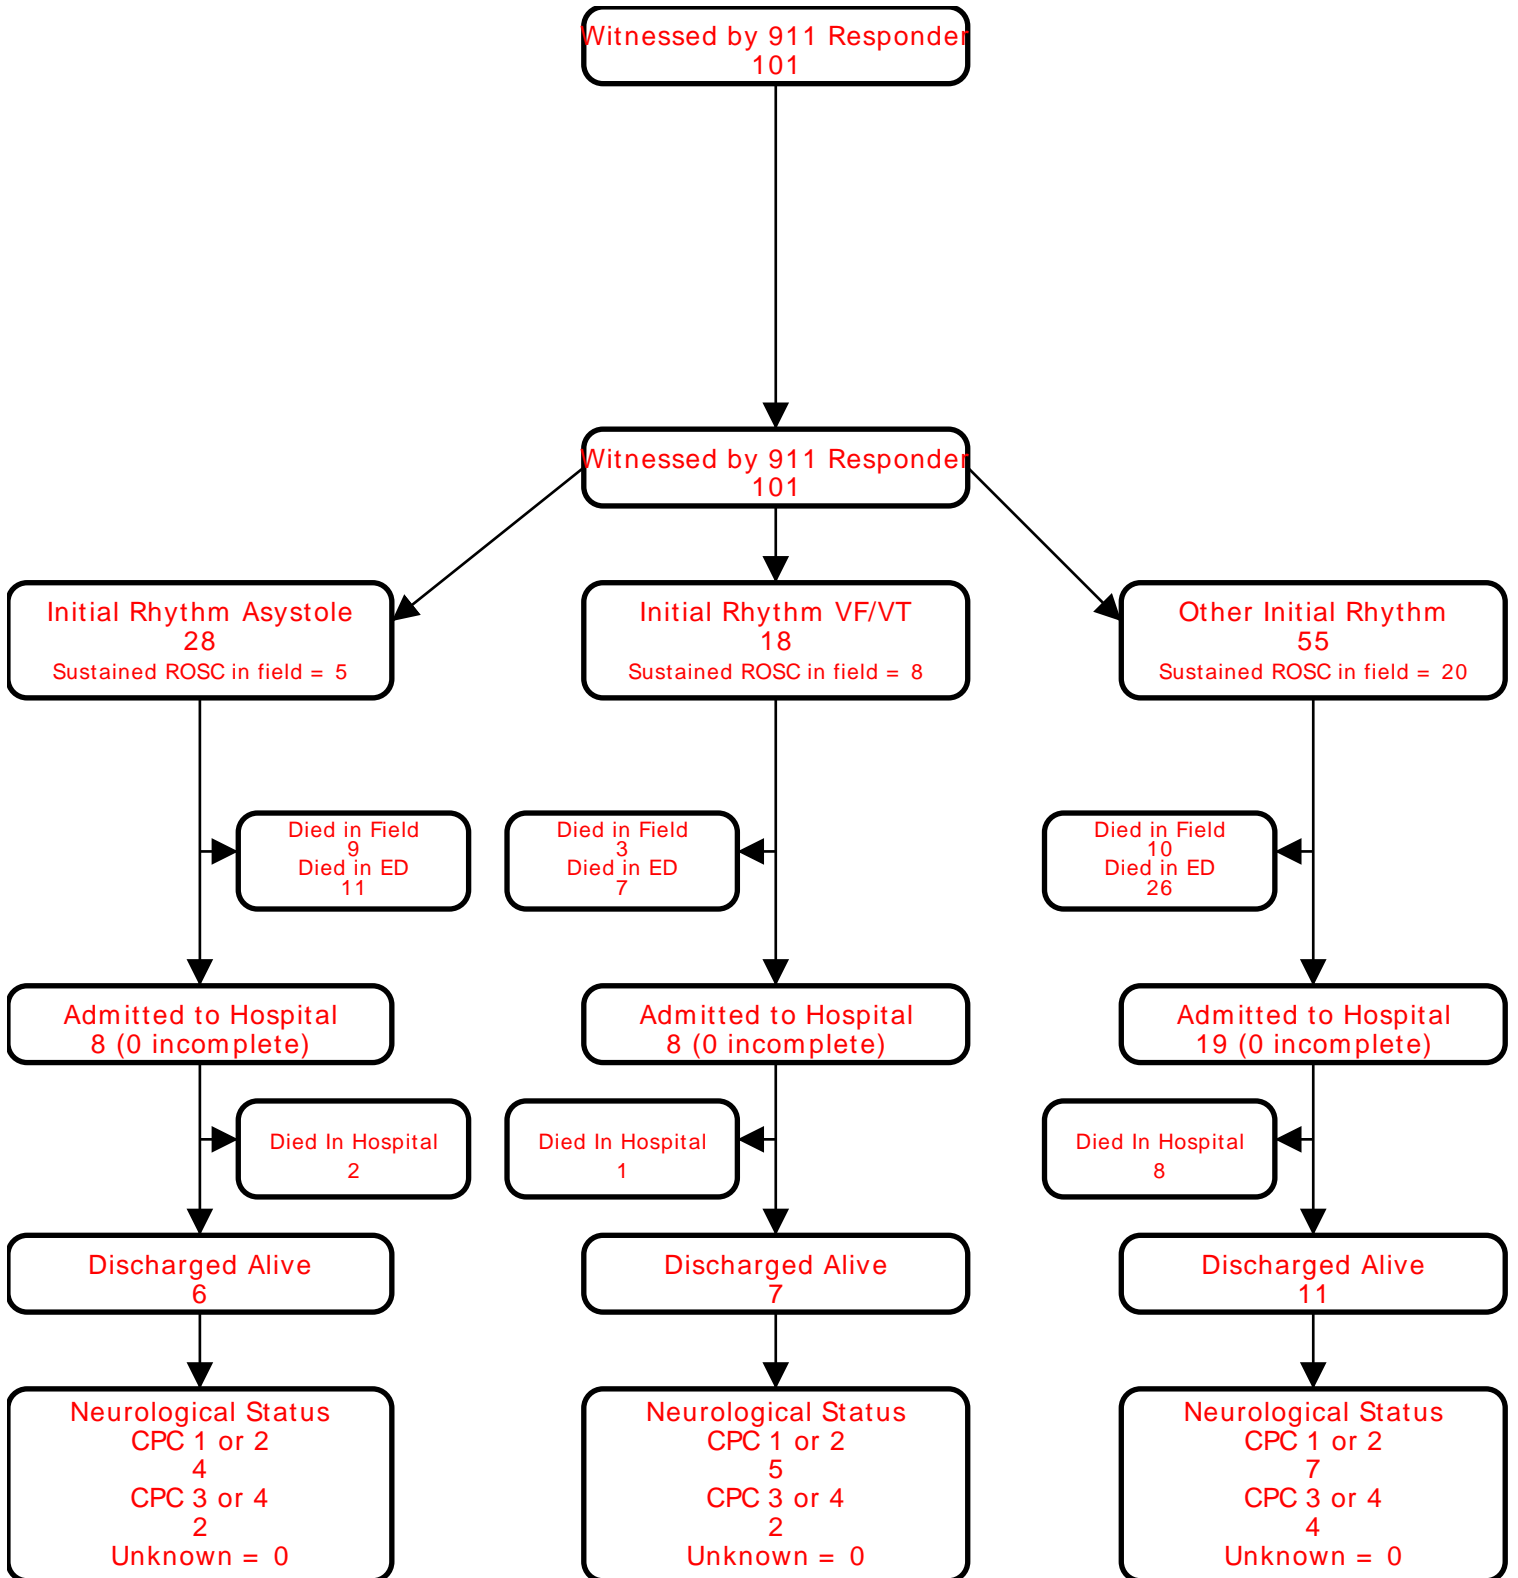 Witnessed by 911 Responder
101
Witnessed by 911 Responder
101
Initial Rhythm Asystole
28
Sustained ROSC in field = 5
Initial Rhythm VF/VT
18
Sustained ROSC in field = 8
Other Initial Rhythm
55
Sustained ROSC in field = 20
Died in Field
9
Died in ED
11
Died in Field
3
Died in ED
7
Died in Field
10
Died in ED
26
Admitted to Hospital
8 (0 incomplete)
Admitted to Hospital
8 (0 incomplete)
Admitted to Hospital
19 (0 incomplete)
Died In Hospital
2
Died In Hospital
1
Died In Hospital
8
Discharged Alive
6
Discharged Alive
7
Discharged Alive
11
Neurological Status
CPC 1 or 2
4
CPC 3 or 4
2
Unknown = 0
Neurological Status
CPC 1 or 2
5
CPC 3 or 4
2
Unknown = 0
Neurological Status
CPC 1 or 2
7
CPC 3 or 4
4
Unknown = 0